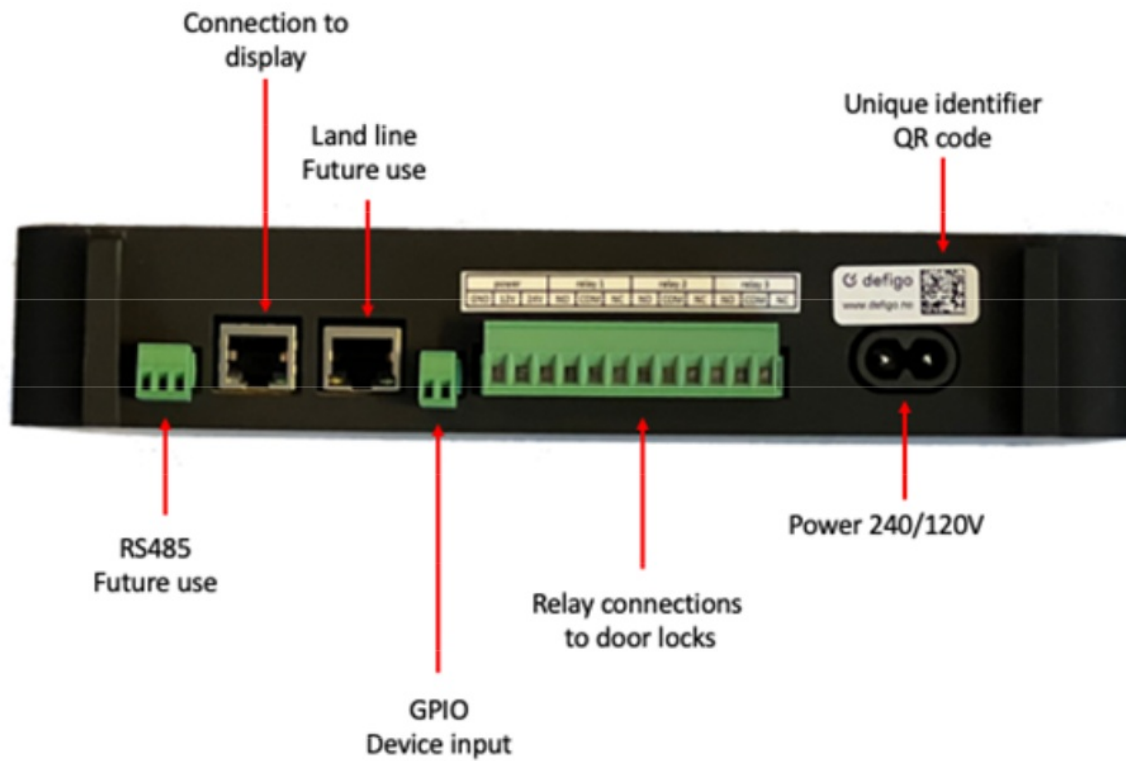 Connection to
display
Land line
Future use
Unique identifier
QR code
power relay 1 relay 2 relay 3
GND 12V 24V NO COM NC NO COM NC NO COM NC
defigo
www.defigo.no
RS485
Future use
GPIO
Device input
Relay connections
to door locks
Power 240/120V